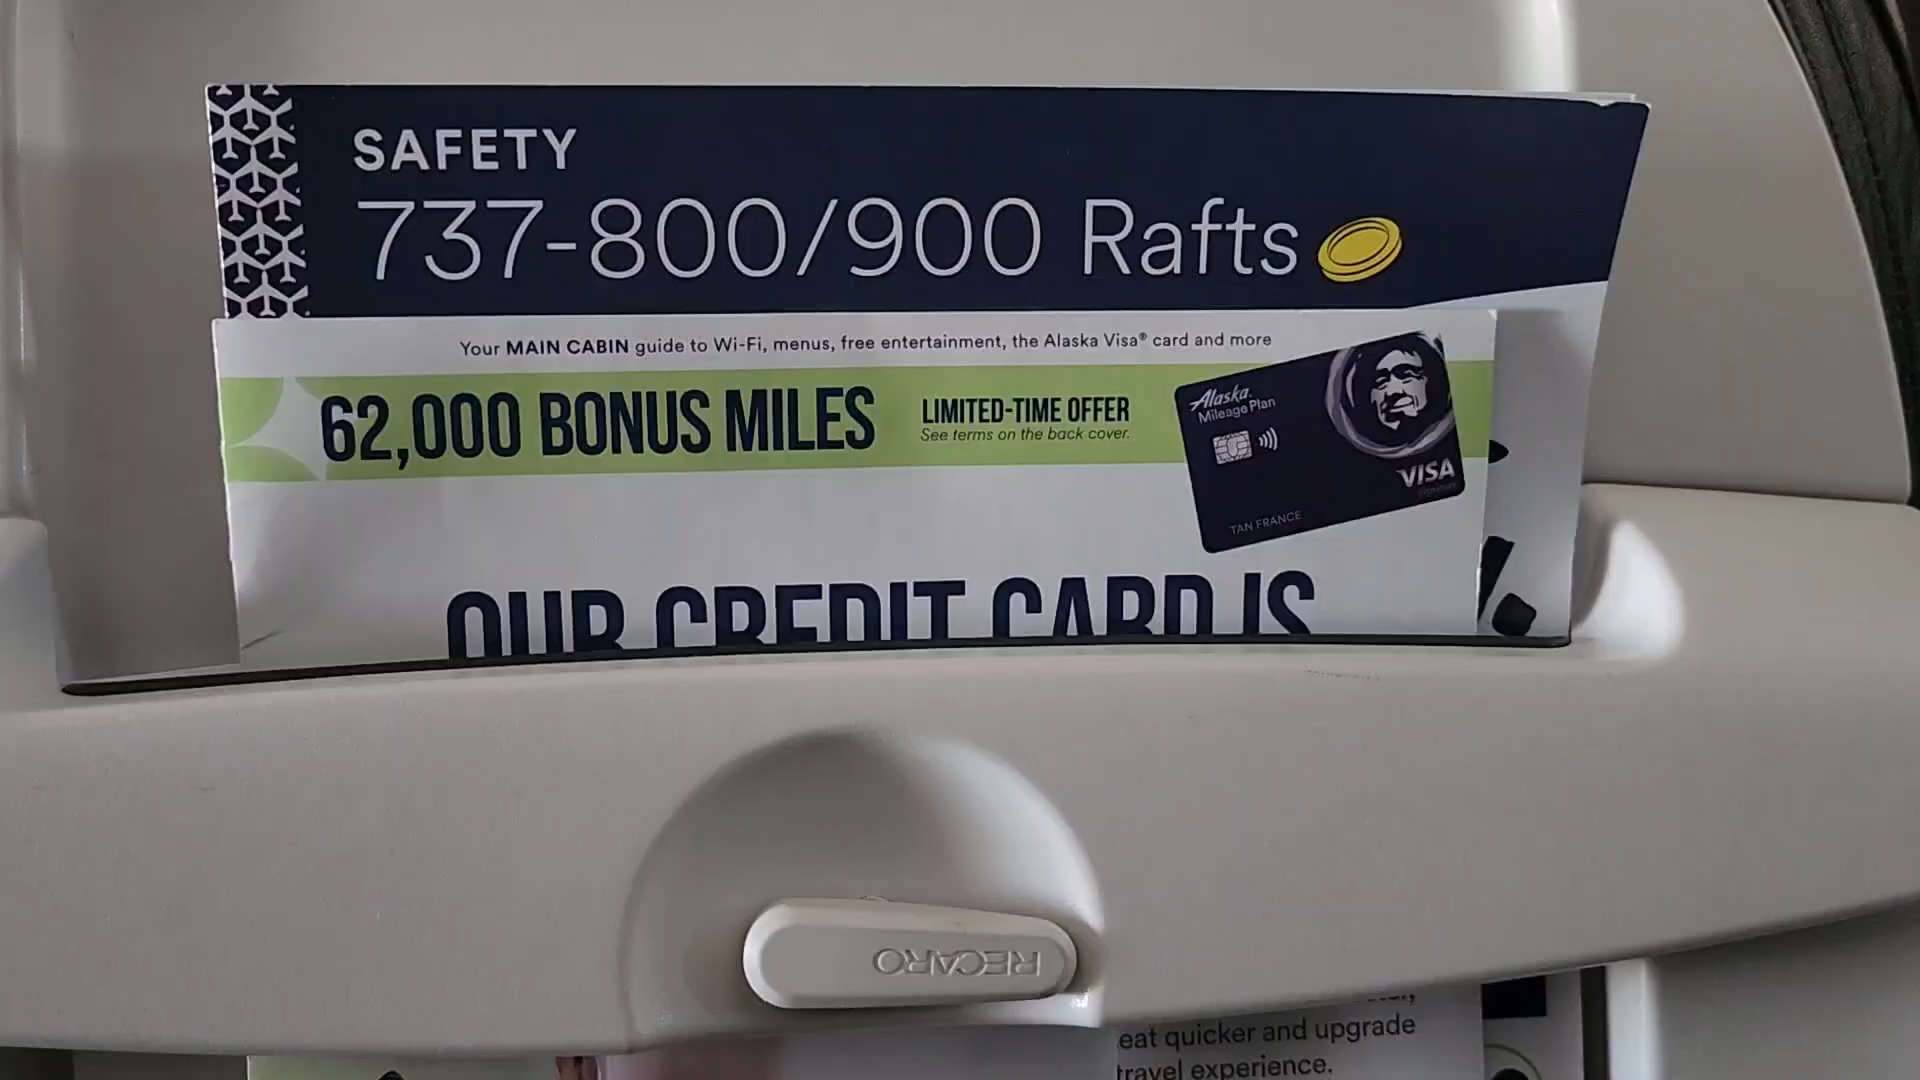 SAFETY
737-800/900 Rafts
Your MAIN CABIN guide to Wi-Fi, menus, free entertainment, the Alaska Visa® card and more
62,000 BONUS MILES
LIMITED-TIME OFFER
See terms on the back cover.
Alaska.
Mileage Plan
VISA
Signature
TAN FRANCE
OUR CREDIT CARD IS
RECARO
eat quicker and upgrade
travel experience.